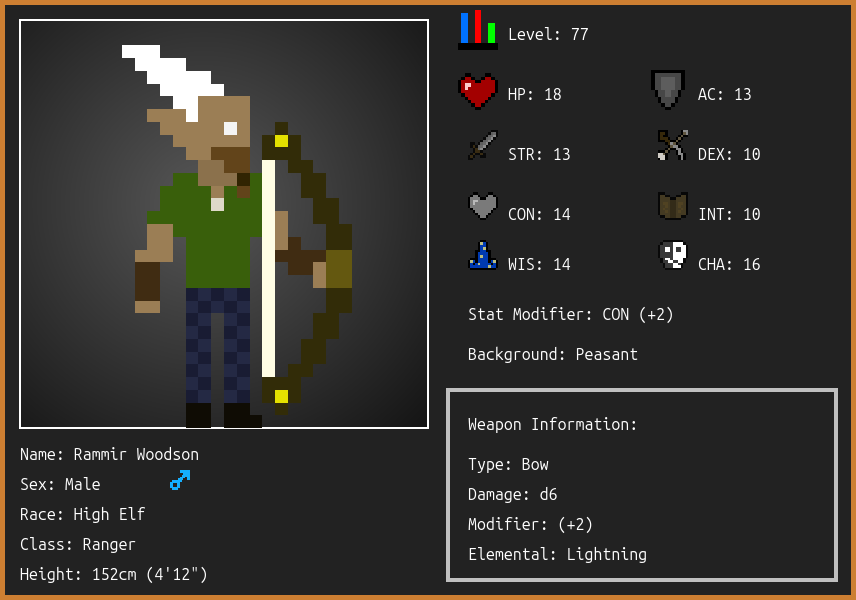 Level: 77
HP: 18
AC: 13
STR: 13
DEX: 10
CON: 14
INT: 10
WIS: 14
CHA: 16
Stat Modifier: CON (+2)
Background: Peasant
Weapon Information:
Type: Bow
Damage: d6
Modifier: (+2)
Elemental: Lightning
Name: Rammir Woodson
Sex: Male
Race: High Elf
Class: Ranger
Height: 152cm (4'12")